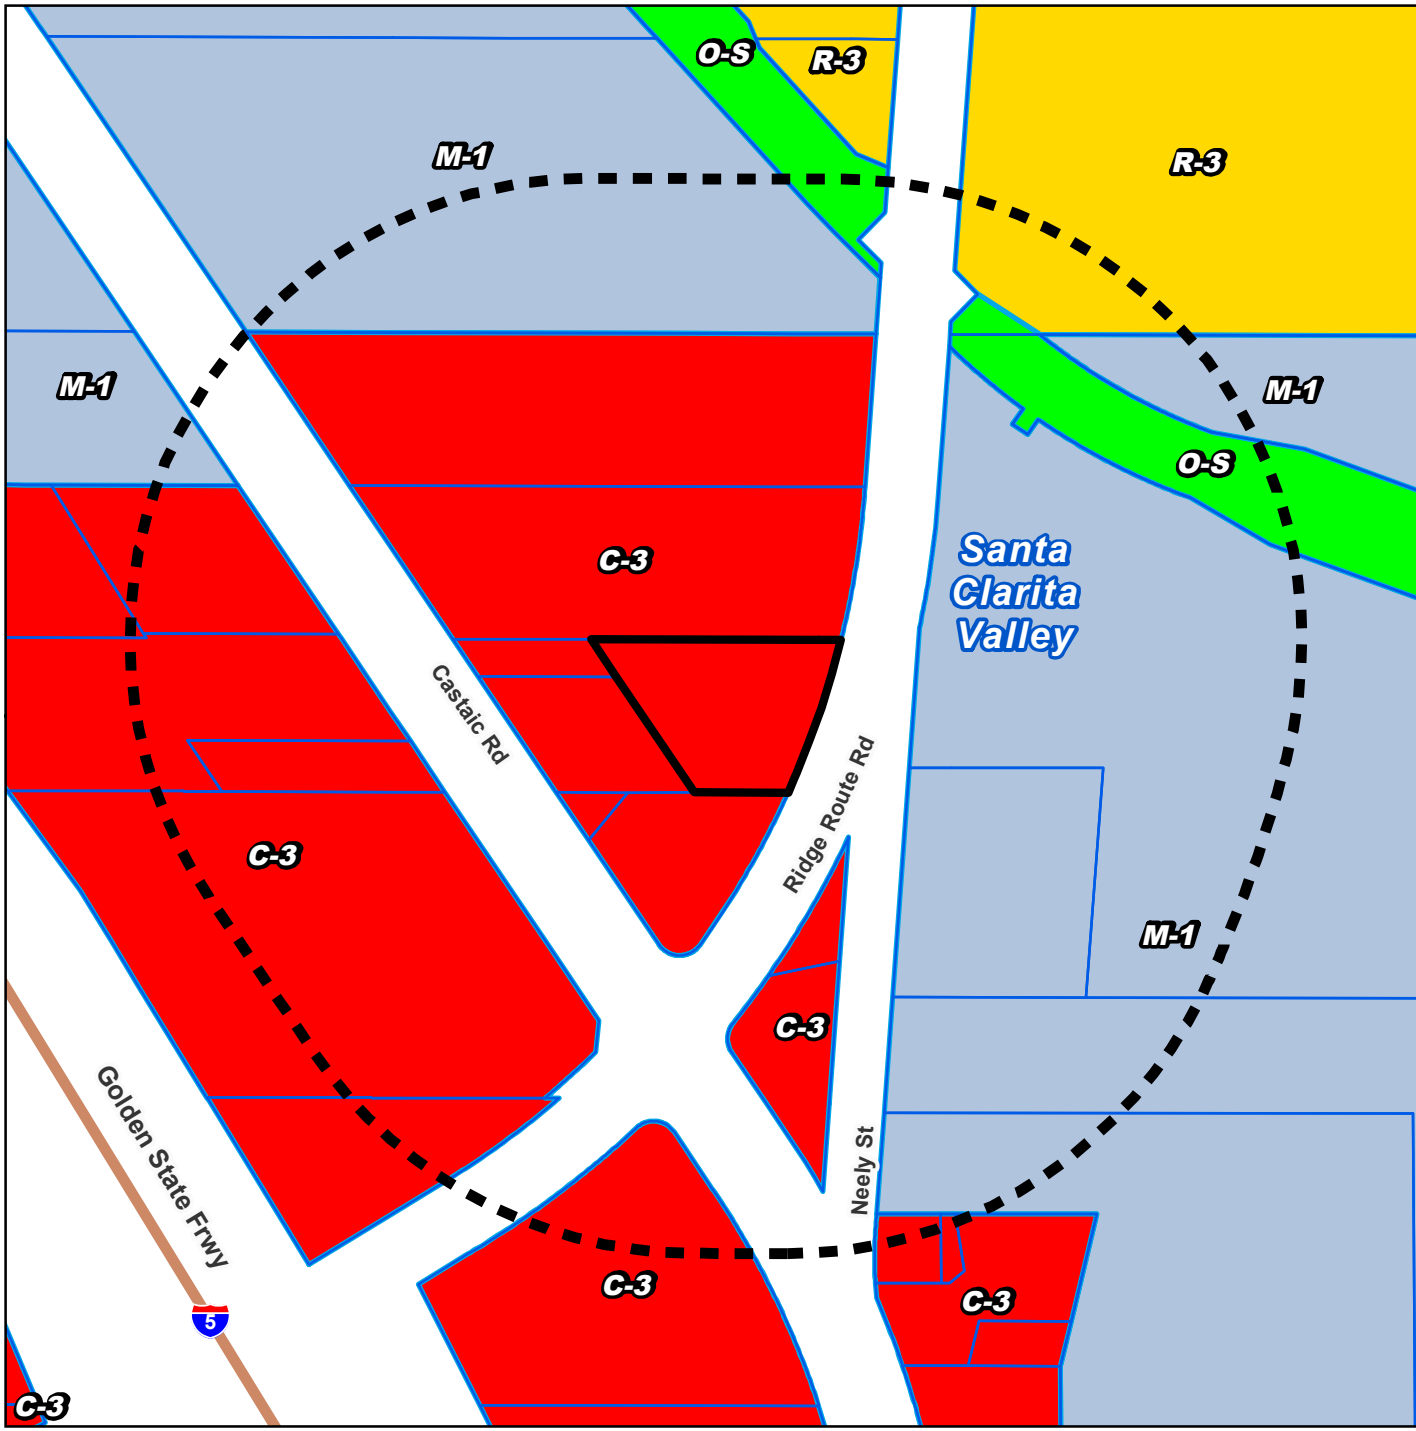 O-S
R-3
M-1
R-3
M-1
M-1
O-S
Santa
Clarita
Valley
C-3
Castaic Rd
Ridge Route Rd
C-3
M-1
C-3
Golden State Frwy
Neely St
C-3
C-3
5
C-3